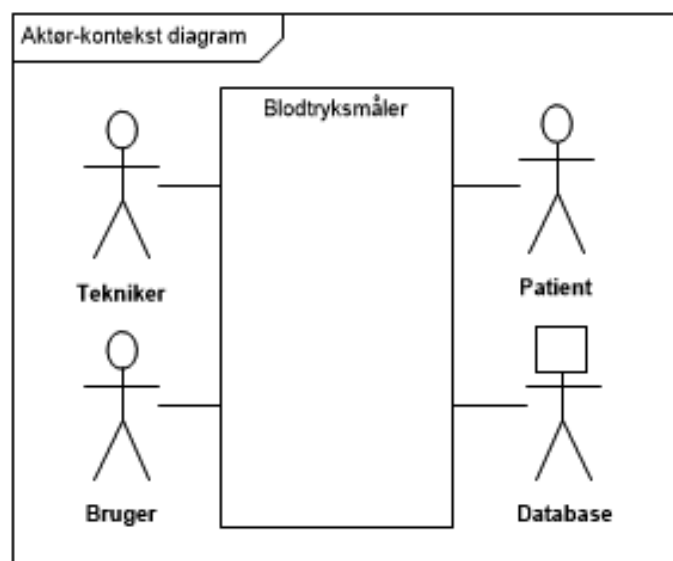 Aktør-kontekst diagram
Blodtryksmåler
Tekniker
Patient
Bruger
Database